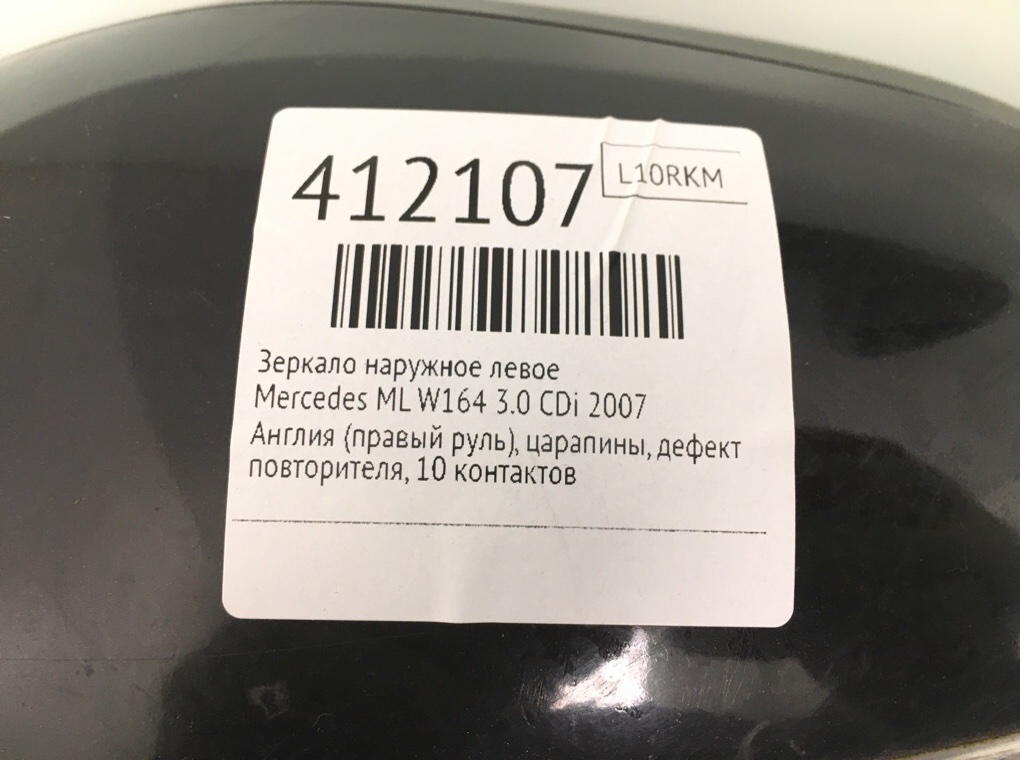 412107
L10RKM
Зеркало наружное левое
Mercedes ML W164 3.0 CDi 2007
Англия (правый руль), царапины, дефект
повторителя, 10 контактов